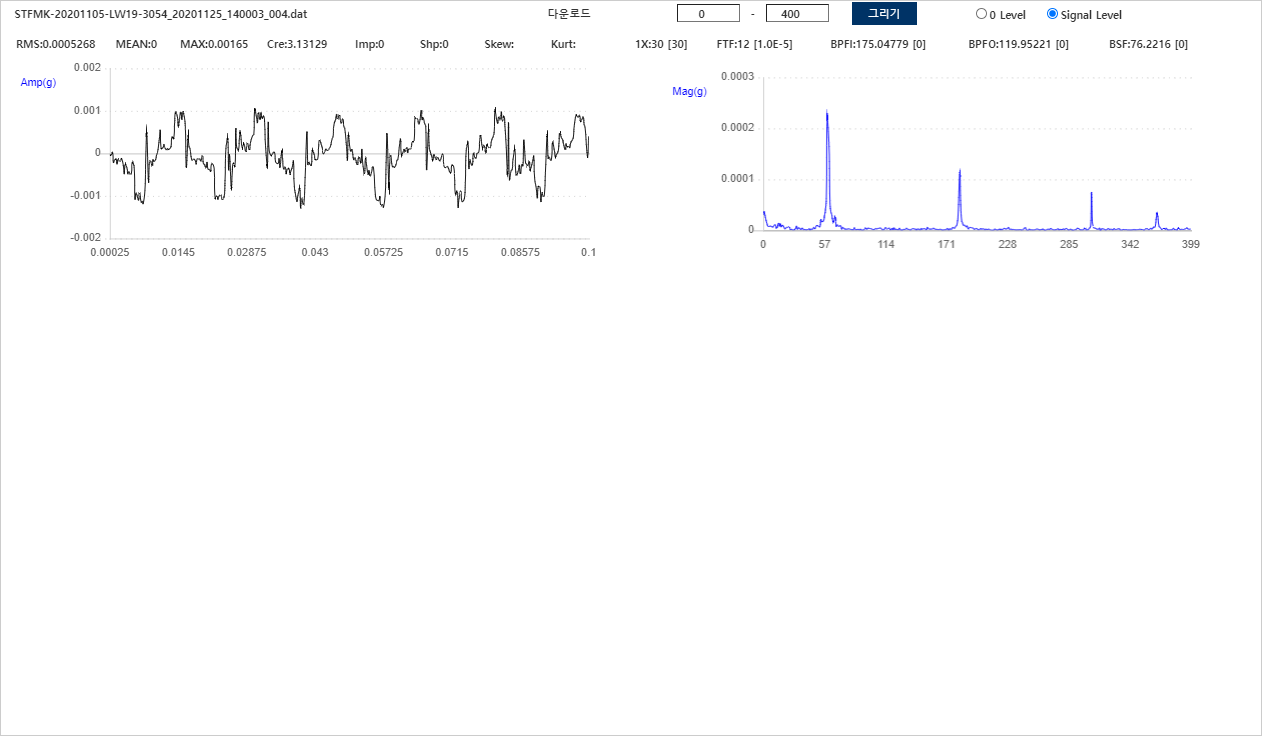 STFMK-20201105-LW19-3054_20201125_140003_004.dat 다운로드 0 - 400 그리기 0 Level Signal Level
RMS:0.0005268 MEAN:0 MAX:0.00165 Cre:3.13129 Imp:0 Shp:0 Skew: Kurt: 1X:30 [30] FTF:12 [1.0E-5] BPFI:175.04779 [0] BPFO:119.95221 [0] BSF:76.2216 [0]
Amp(g)
0.002
0.001
0
-0.001
-0.002
0.00025 0.0145 0.02875 0.043 0.05725 0.0715 0.08575 0.1
Mag(g)
0.0003
0.0002
0.0001
0
0 57 114 171 228 285 342 399